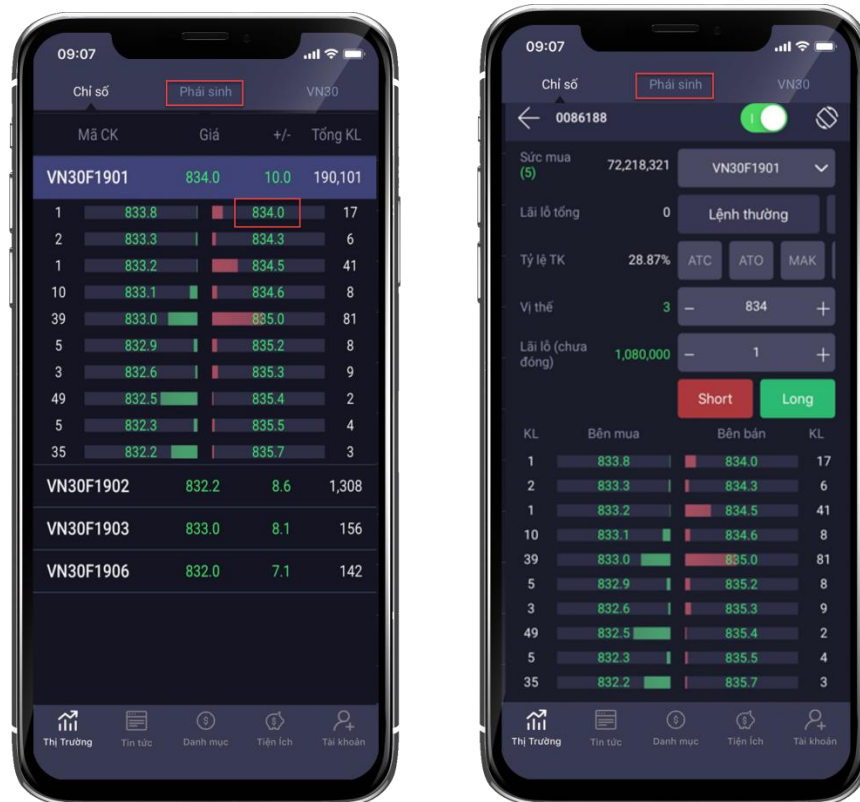 09:07
Chỉ số Phái sinh VN30
Mã CK Giá +/- Tổng KL
VN30F1901 834.0 10.0 190,101
1 833.8 834.0 17
2 833.3 834.3 6
1 833.2 834.5 41
10 833.1 834.6 8
39 833.0 835.0 81
5 832.9 835.2 8
3 832.6 835.3 9
49 832.5 835.4 2
5 832.3 835.5 4
35 832.2 835.7 3
VN30F1902 832.2 8.6 1,308
VN30F1903 833.0 8.1 156
VN30F1906 832.0 7.1 142
Thị Trường Tin tức Danh mục Tiện Ích Tài khoản
09:07
Chỉ số Phái sinh VN30
0086188
Sức mua (5) 72,218,321 VN30F1901
Lãi lỗ tổng 0 Lệnh thường
Tỷ lệ TK 28.87% ATC ATO MAK
Vị thế 3 − 834 +
Lãi lỗ (chưa đóng) 1,080,000 − 1 +
Short Long
KL Bên mua Bên bán KL
1 833.8 834.0 17
2 833.3 834.3 6
1 833.2 834.5 41
10 833.1 834.6 8
39 833.0 835.0 81
5 832.9 835.2 8
3 832.6 835.3 9
49 832.5 835.4 2
5 832.3 835.5 4
35 832.2 835.7 3
Thị Trường Tin tức Danh mục Tiện Ích Tài khoản